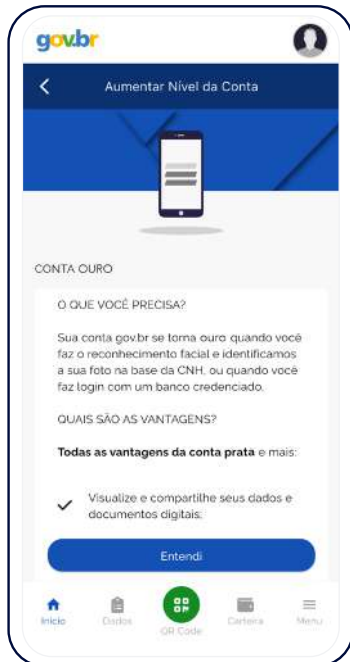 gov.br
Aumentar Nível da Conta
CONTA OURO
O QUE VOCÊ PRECISA?
Sua conta gov.br se torna ouro quando você
faz o reconhecimento facial e identificamos
a sua foto na base da CNH, ou quando você
faz login com um banco credenciado.
QUAIS SÃO AS VANTAGENS?
Todas as vantagens da conta prata e mais:
Visualize e compartilhe seus dados e
documentos digitais;
Entendi
Início Dados QR Code Carteira Menu